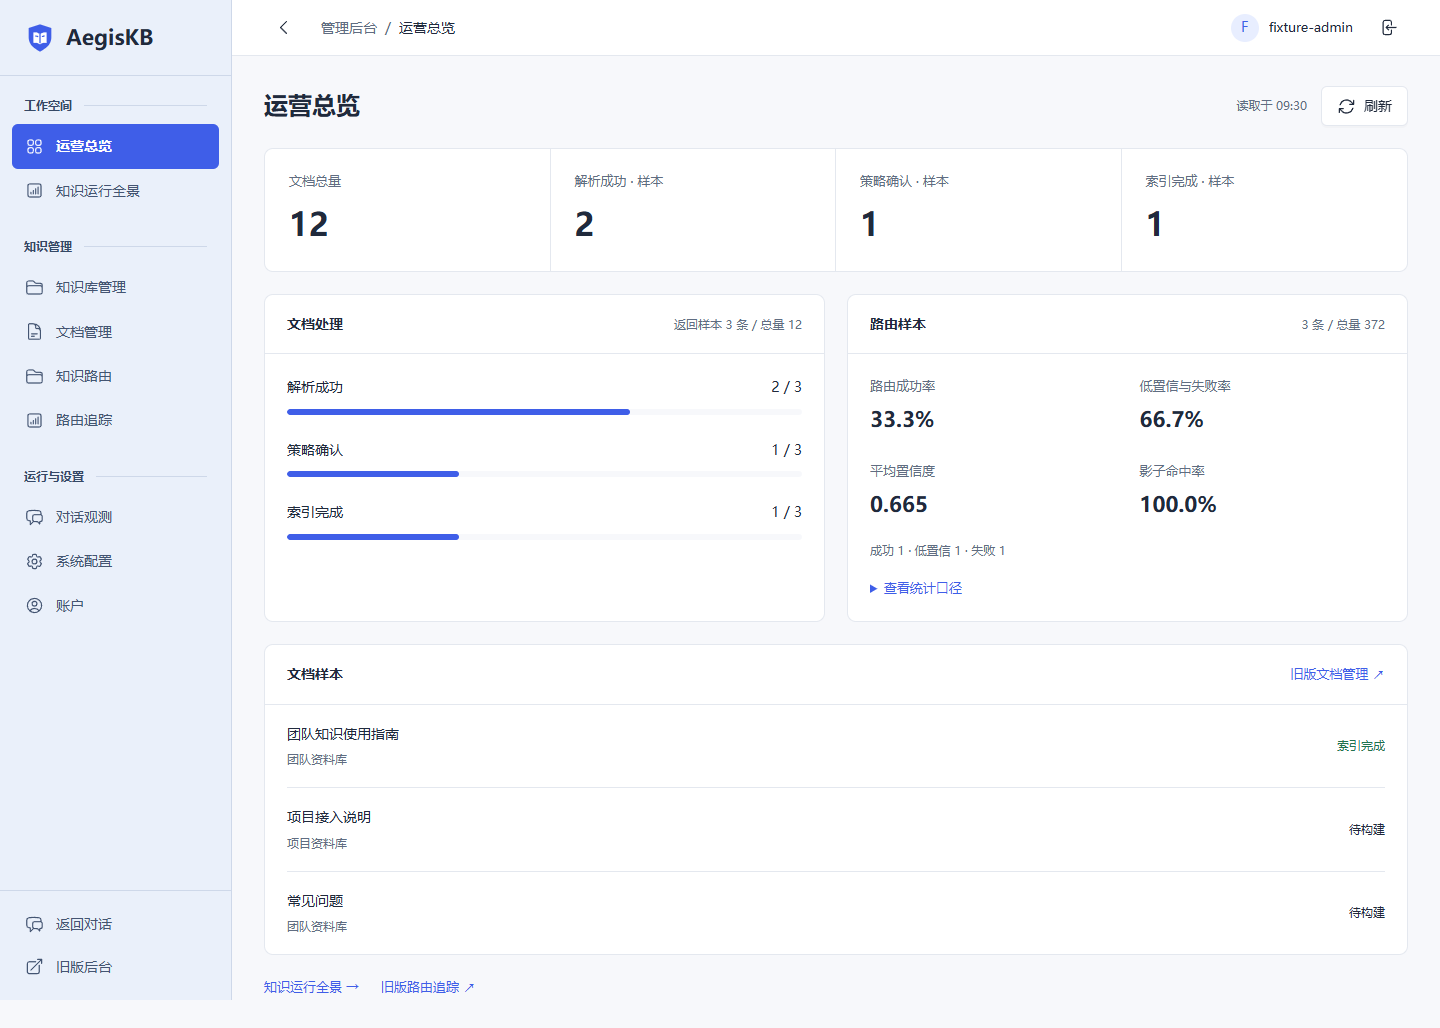 AegisKB
管理后台 / 运营总览
F fixture-admin
工作空间
运营总览
知识运行全景
知识管理
知识库管理
文档管理
知识路由
路由追踪
运行与设置
对话观测
系统配置
账户
返回对话
旧版后台
运营总览
读取于 09:30
刷新
文档总量
12
解析成功 · 样本
2
策略确认 · 样本
1
索引完成 · 样本
1
文档处理
返回样本 3 条 / 总量 12
解析成功 2 / 3
策略确认 1 / 3
索引完成 1 / 3
路由样本
3 条 / 总量 372
路由成功率
33.3%
低置信与失败率
66.7%
平均置信度
0.665
影子命中率
100.0%
成功 1 · 低置信 1 · 失败 1
▶ 查看统计口径
文档样本
旧版文档管理 ↗
团队知识使用指南
团队资料库
索引完成
项目接入说明
项目资料库
待构建
常见问题
团队资料库
待构建
知识运行全景 →
旧版路由追踪 ↗